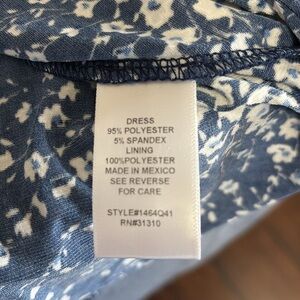 DRESS
95% POLYESTER
5% SPANDEX
LINING
100%POLYESTER
MADE IN MEXICO
SEE REVERSE
FOR CARE
STYLE#1464Q41
RN#31310